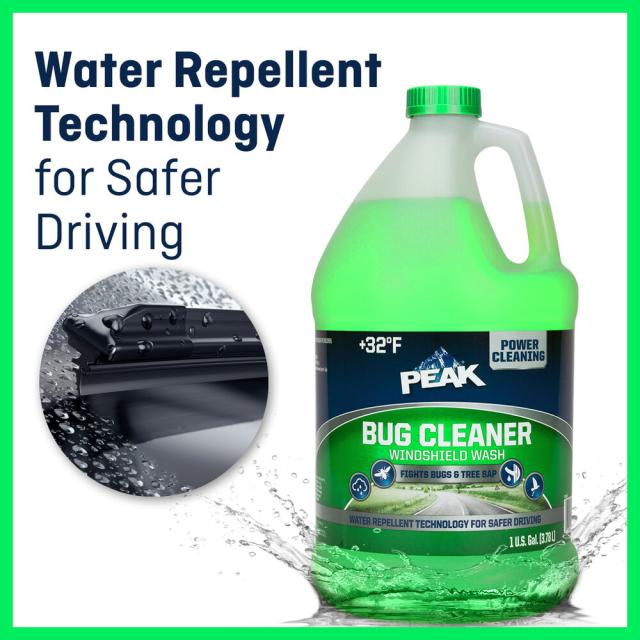 Water Repellent
Technology
for Safer
Driving
+32°F
POWER
CLEANING
PEAK
BUG CLEANER
WINDSHIELD WASH
FIGHTS BUGS & TREE SAP
WATER REPELLENT TECHNOLOGY FOR SAFER DRIVING
1 U.S. Gal. (3.78 L)